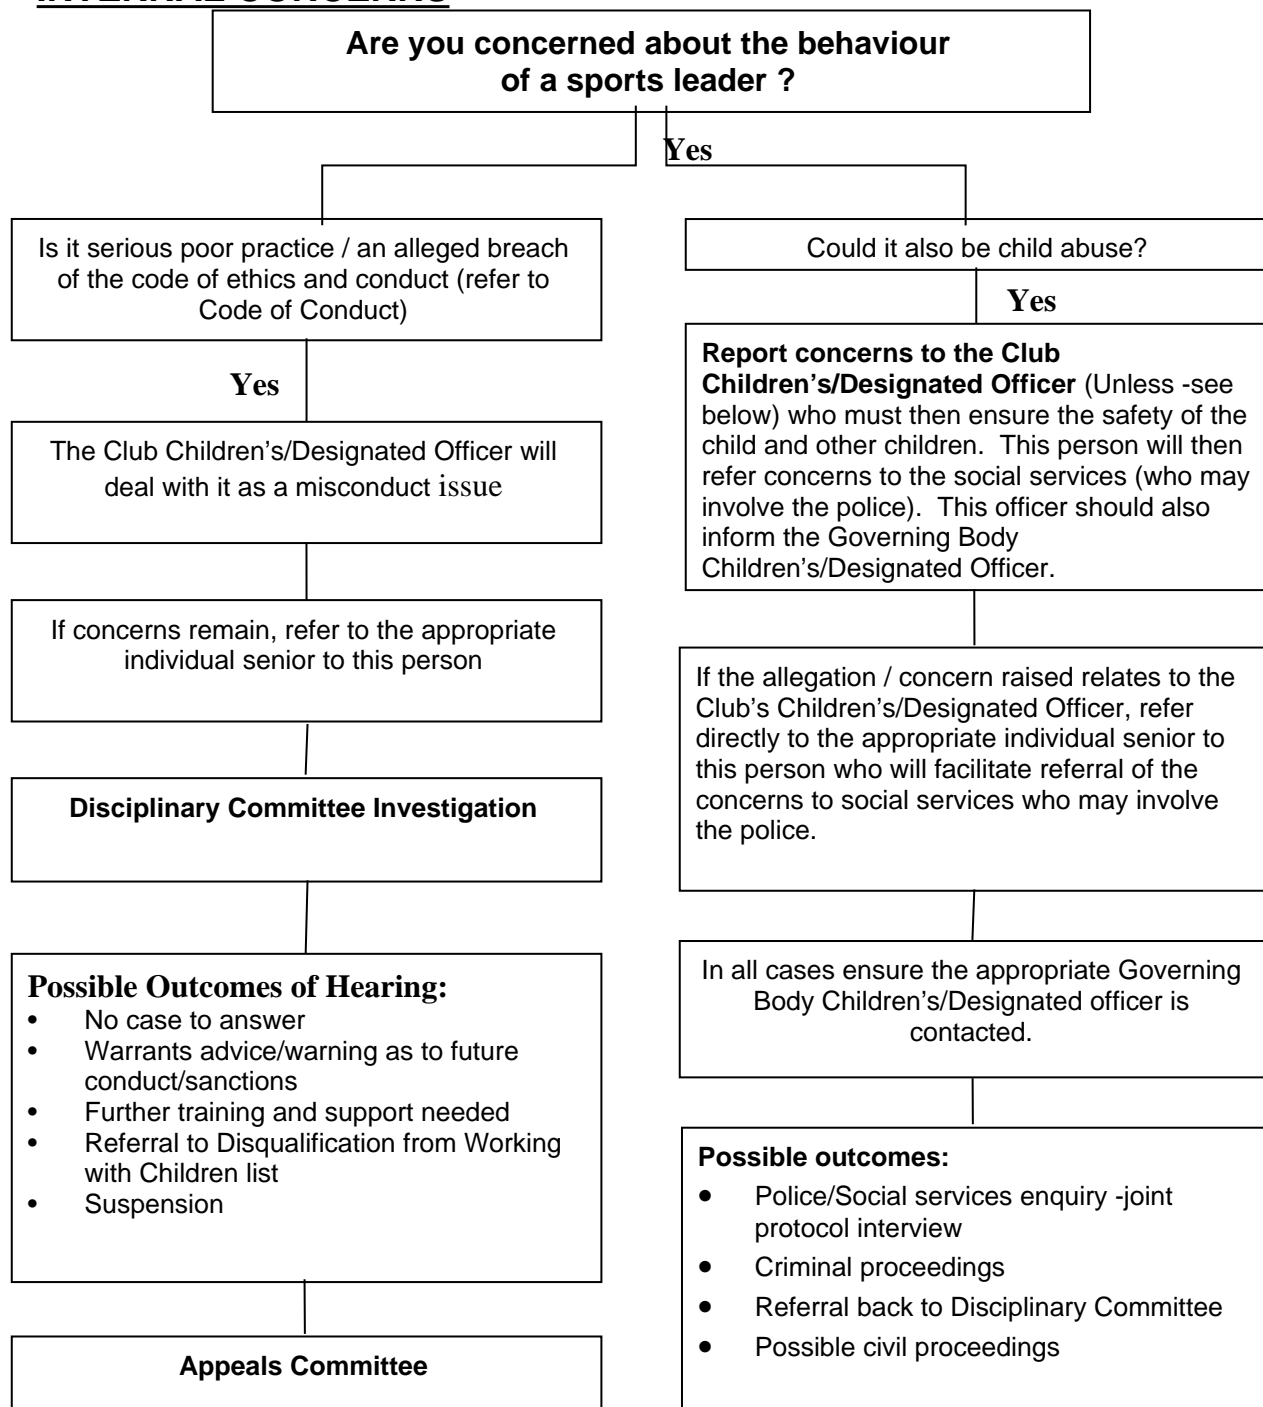 INTERNAL CONCERNS
Are you concerned about the behaviour
of a sports leader ?
Yes
Is it serious poor practice / an alleged breach
of the code of ethics and conduct (refer to
Code of Conduct)
Yes
The Club Children’s/Designated Officer will
deal with it as a misconduct issue
If concerns remain, refer to the appropriate
individual senior to this person
Disciplinary Committee Investigation
Possible Outcomes of Hearing:
• No case to answer
• Warrants advice/warning as to future
conduct/sanctions
• Further training and support needed
• Referral to Disqualification from Working
with Children list
• Suspension
Appeals Committee
Could it also be child abuse?
Yes
Report concerns to the Club
Children’s/Designated Officer (Unless -see
below) who must then ensure the safety of the
child and other children. This person will then
refer concerns to the social services (who may
involve the police). This officer should also
inform the Governing Body
Children’s/Designated Officer.
If the allegation / concern raised relates to the
Club’s Children’s/Designated Officer, refer
directly to the appropriate individual senior to
this person who will facilitate referral of the
concerns to social services who may involve
the police.
In all cases ensure the appropriate Governing
Body Children’s/Designated officer is
contacted.
Possible outcomes:
• Police/Social services enquiry -joint
protocol interview
• Criminal proceedings
• Referral back to Disciplinary Committee
• Possible civil proceedings